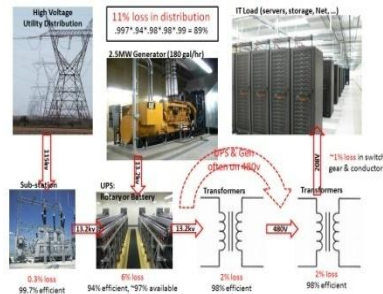 High Voltage
Utility Distribution
11% loss in distribution
.997*.94*.98*.98*.99 = 89%
2.5MW Generator (180 gal/hr)
IT Load (servers, storage, Net, ...)
115kv
13.2kv
UPS & Gen
often on 480v
480V
~1% loss in switch
gear & conductors
Sub-station
UPS:
Rotary or Battery
Transformers
Transformers
13.2kv
13.2kv
480V
0.3% loss
99.7% efficient
6% loss
94% efficient, ~97% available
2% loss
98% efficient
2% loss
98% efficient